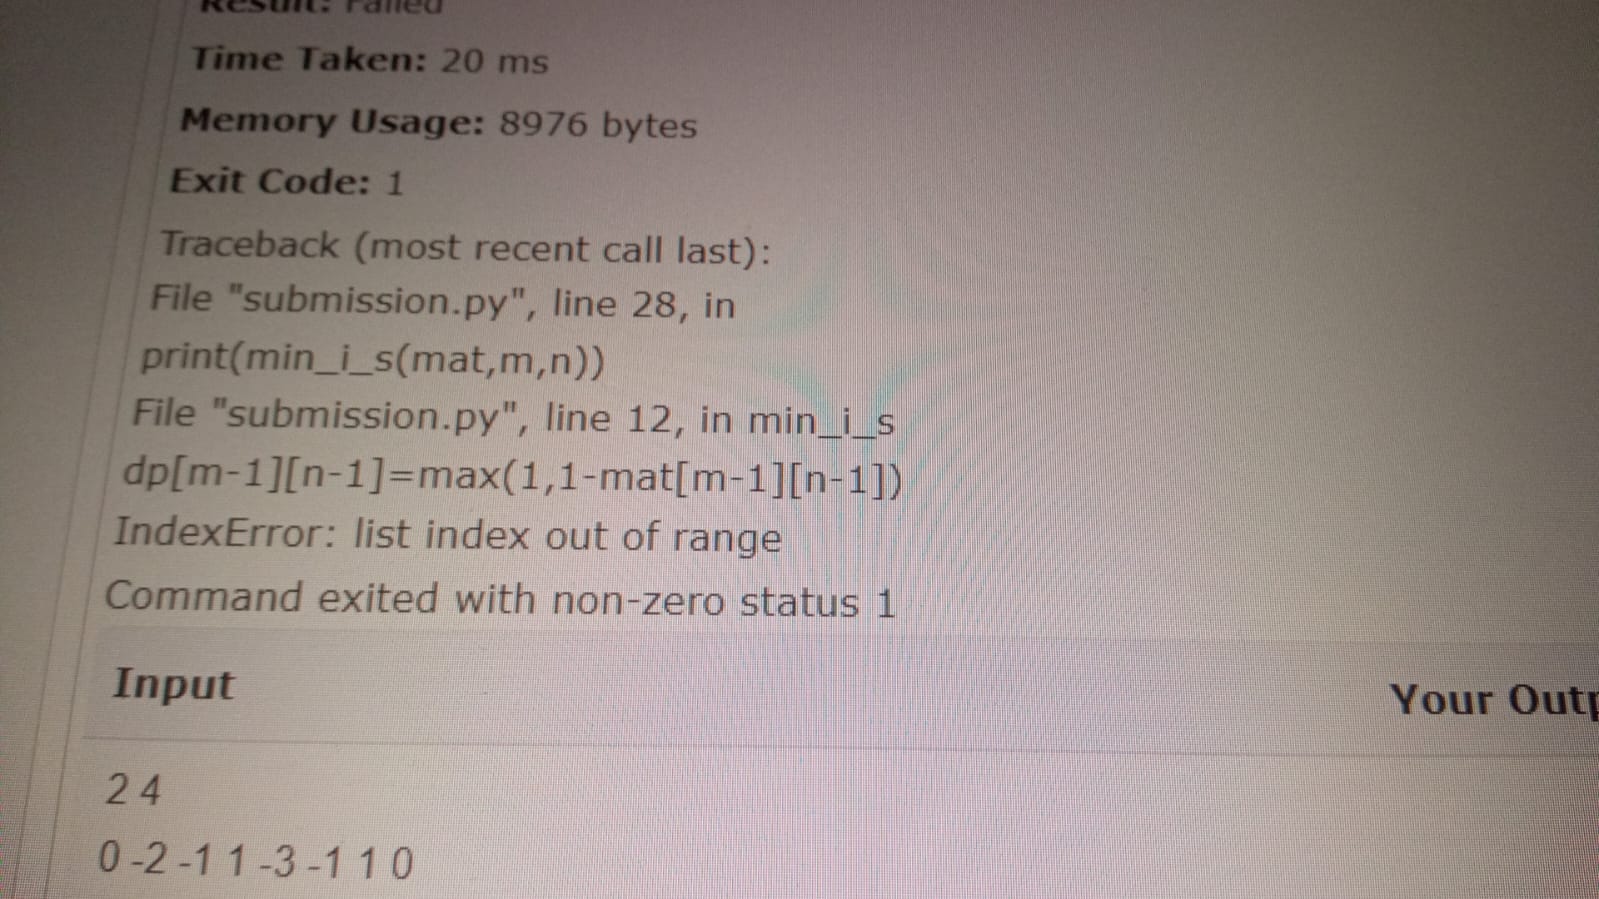 Result: Failed
Time Taken: 20 ms
Memory Usage: 8976 bytes
Exit Code: 1
Traceback (most recent call last):
File "submission.py", line 28, in
print(min_i_s(mat,m,n))
File "submission.py", line 12, in min_i_s
dp[m-1][n-1]=max(1,1-mat[m-1][n-1])
IndexError: list index out of range
Command exited with non-zero status 1
Input
Your Outp
2 4
0 -2 -1 1 -3 -1 1 0